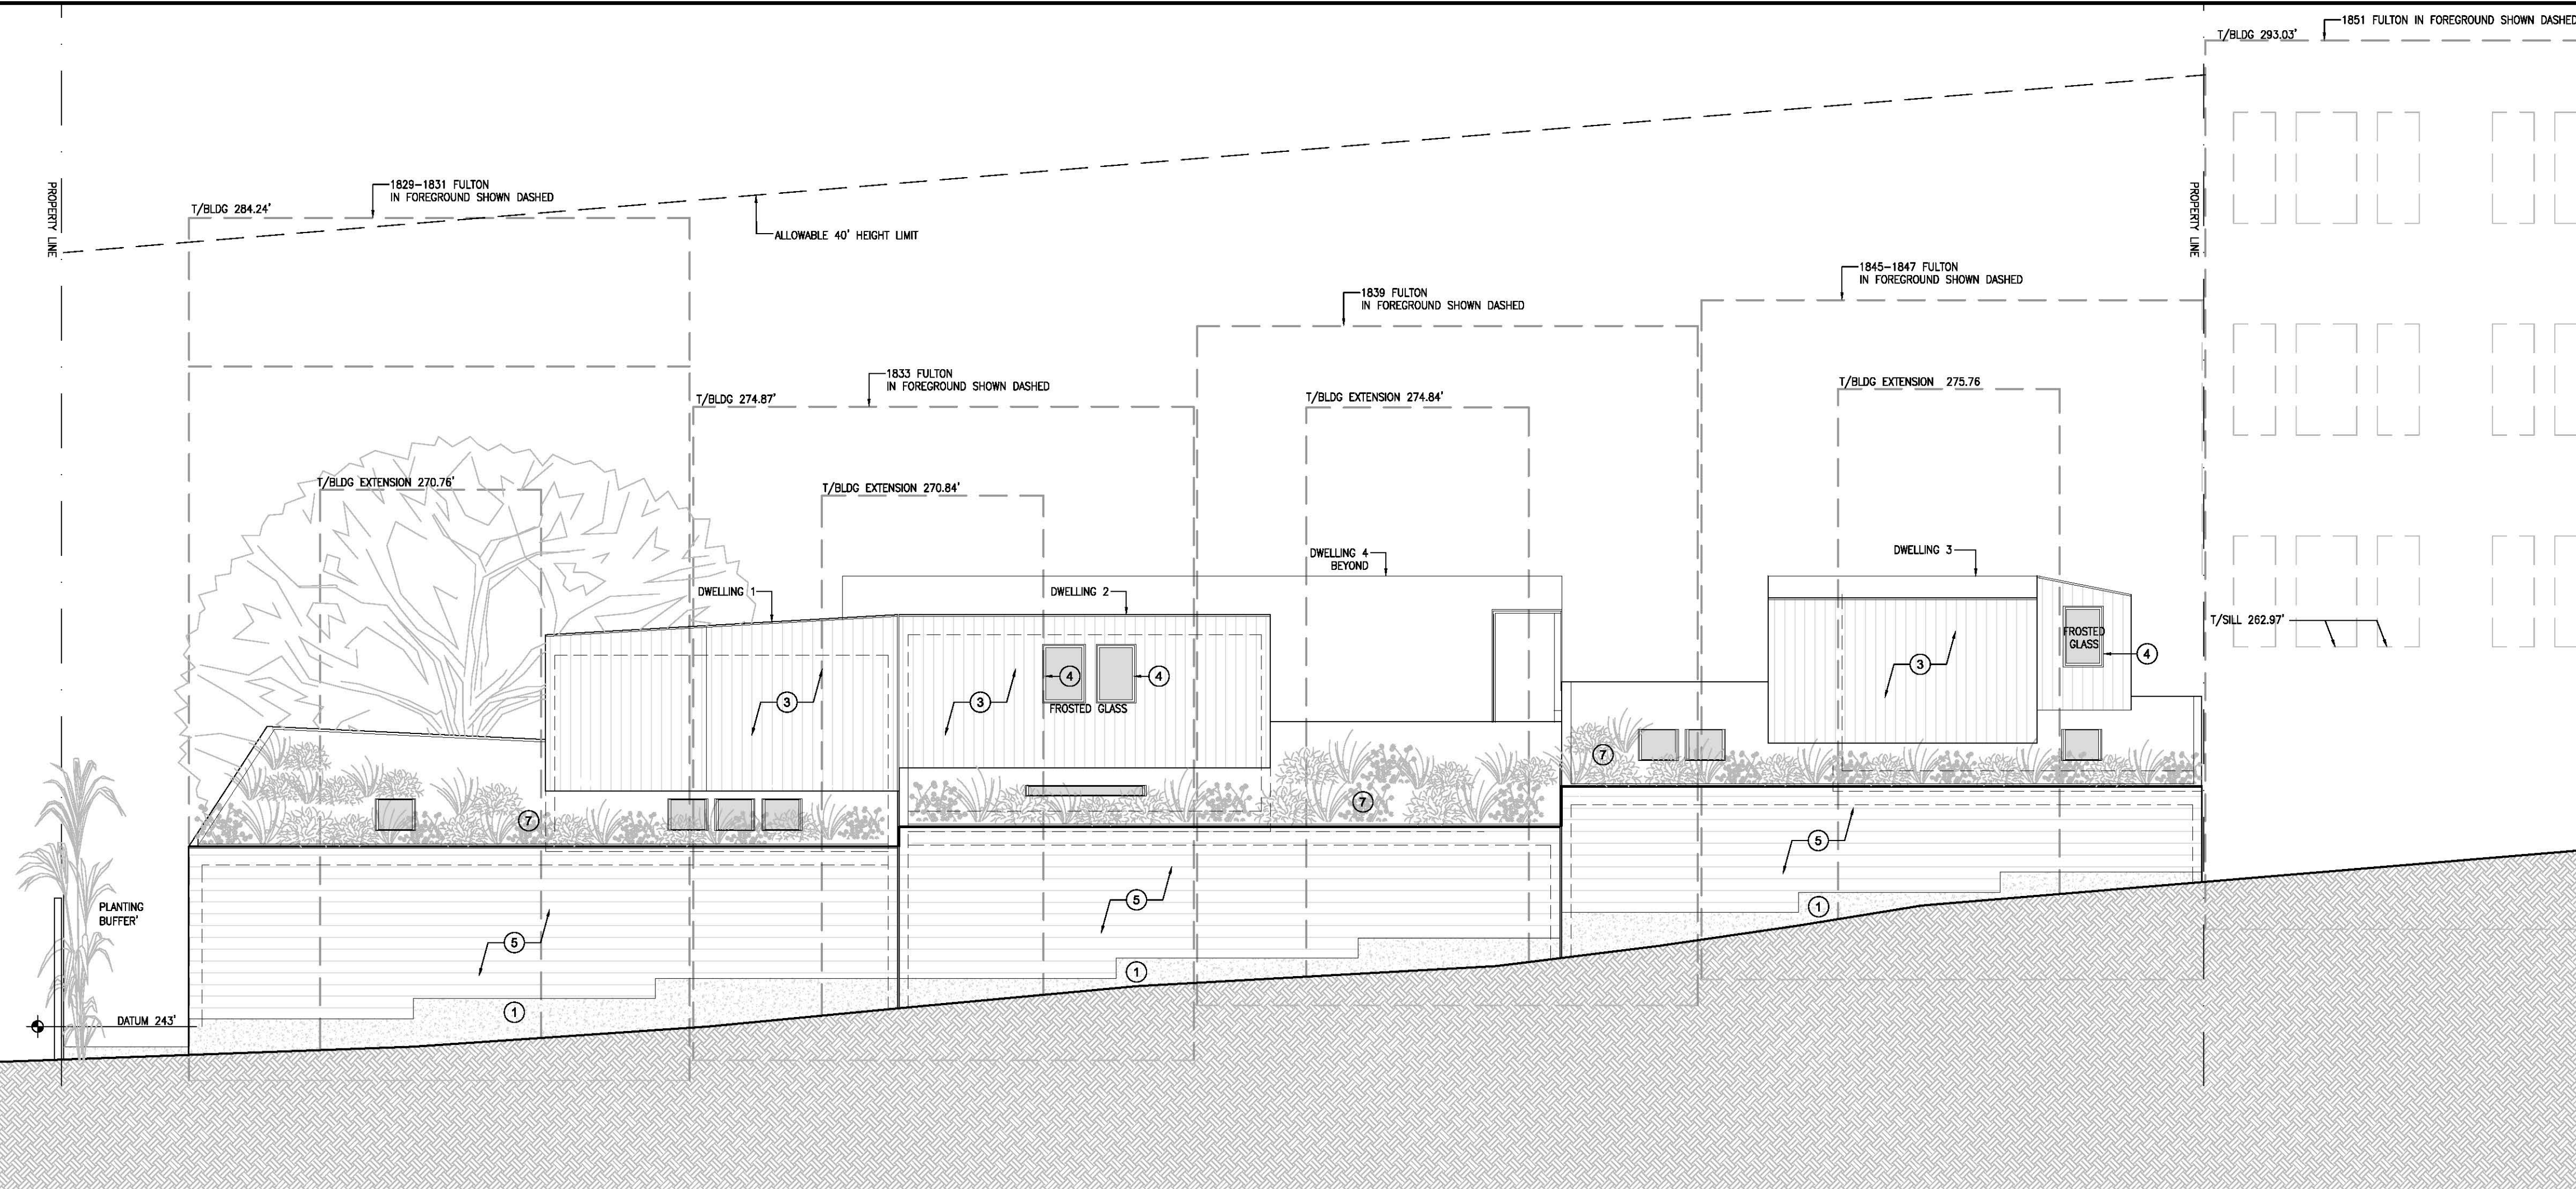 1851 FULTON IN FOREGROUND SHOWN DASHED
T/BLDG 293.03'
PROPERTY LINE
1829-1831 FULTON
IN FOREGROUND SHOWN DASHED
T/BLDG 284.24'
ALLOWABLE 40' HEIGHT LIMIT
PROPERTY LINE
1845-1847 FULTON
IN FOREGROUND SHOWN DASHED
1839 FULTON
IN FOREGROUND SHOWN DASHED
1833 FULTON
IN FOREGROUND SHOWN DASHED
T/BLDG 274.87'
T/BLDG EXTENSION 274.84'
T/BLDG EXTENSION 275.76
T/BLDG EXTENSION 270.76'
T/BLDG EXTENSION 270.84'
DWELLING 4
BEYOND
DWELLING 3
DWELLING 1
DWELLING 2
T/SILL 262.97'
FROSTED
GLASS
4
3
4
4
3
3
FROSTED GLASS
7
7
7
5
5
5
1
1
1
PLANTING
BUFFER'
DATUM 243'